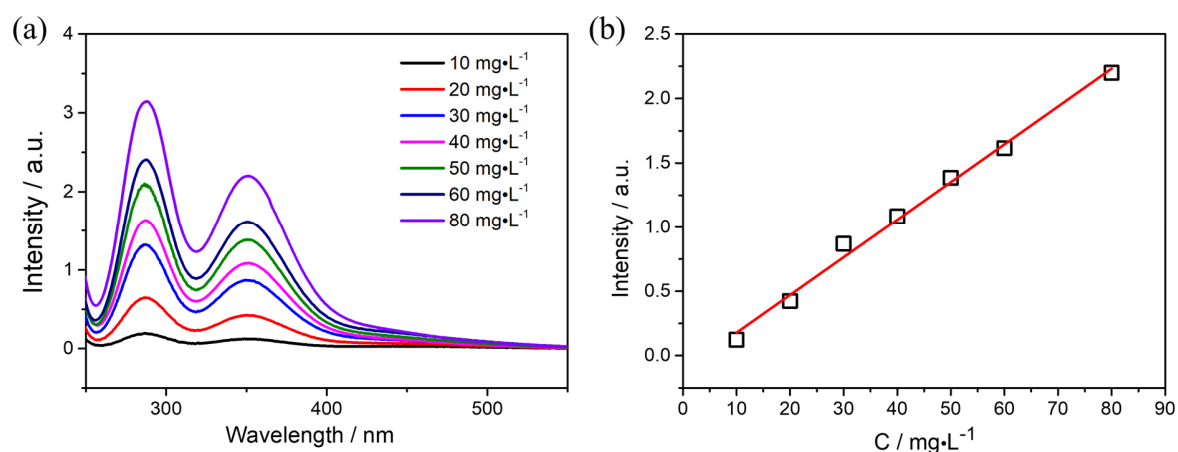 (a)
4
3
2
1
0
Intensity / a.u.
300
400
500
Wavelength / nm
10 mg•L⁻¹
20 mg•L⁻¹
30 mg•L⁻¹
40 mg•L⁻¹
50 mg•L⁻¹
60 mg•L⁻¹
80 mg•L⁻¹
(b)
2.5
2.0
1.5
1.0
0.5
0.0
Intensity / a.u.
0 10 20 30 40 50 60 70 80 90
C / mg•L⁻¹